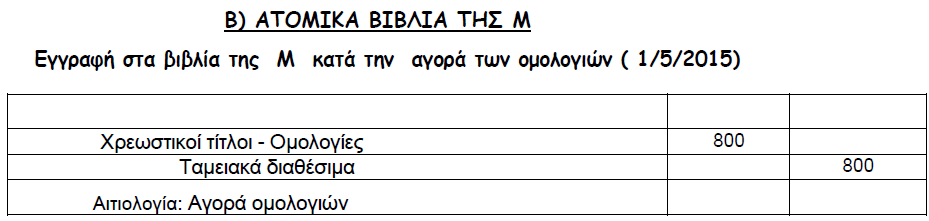 Β) ΑΤΟΜΙΚΑ ΒΙΒΛΙΑ ΤΗΣ Μ
Εγγραφή στα βιβλία της Μ κατά την αγορά των ομολογιών ( 1/5/2015)
Χρεωστικοί τίτλοι - Ομολογίες 800
Ταμειακά διαθέσιμα 800
Αιτιολογία: Αγορά ομολογιών